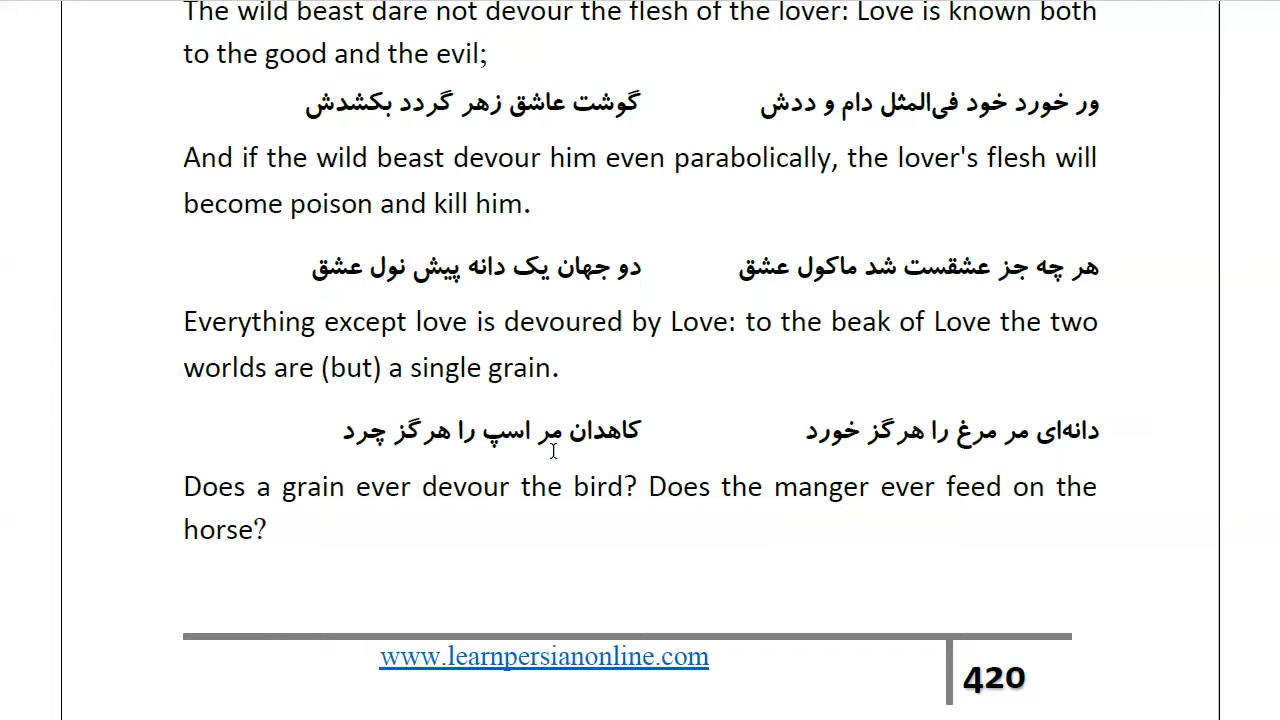 The wild beast dare not devour the flesh of the lover: Love is known both
to the good and the evil;
ور خورد خود فی‌المثل دام و ددش گوشت عاشق زهر گردد بکشدش
And if the wild beast devour him even parabolically, the lover's flesh will
become poison and kill him.
هر چه جز عشقست شد ماکول عشق دو جهان یک دانه پیش نول عشق
Everything except love is devoured by Love: to the beak of Love the two
worlds are (but) a single grain.
دانه‌ای مر مرغ را هرگز خورد کاهدان مر اسپ را هرگز چرد
Does a grain ever devour the bird? Does the manger ever feed on the
horse?
www.learnpersianonline.com
420